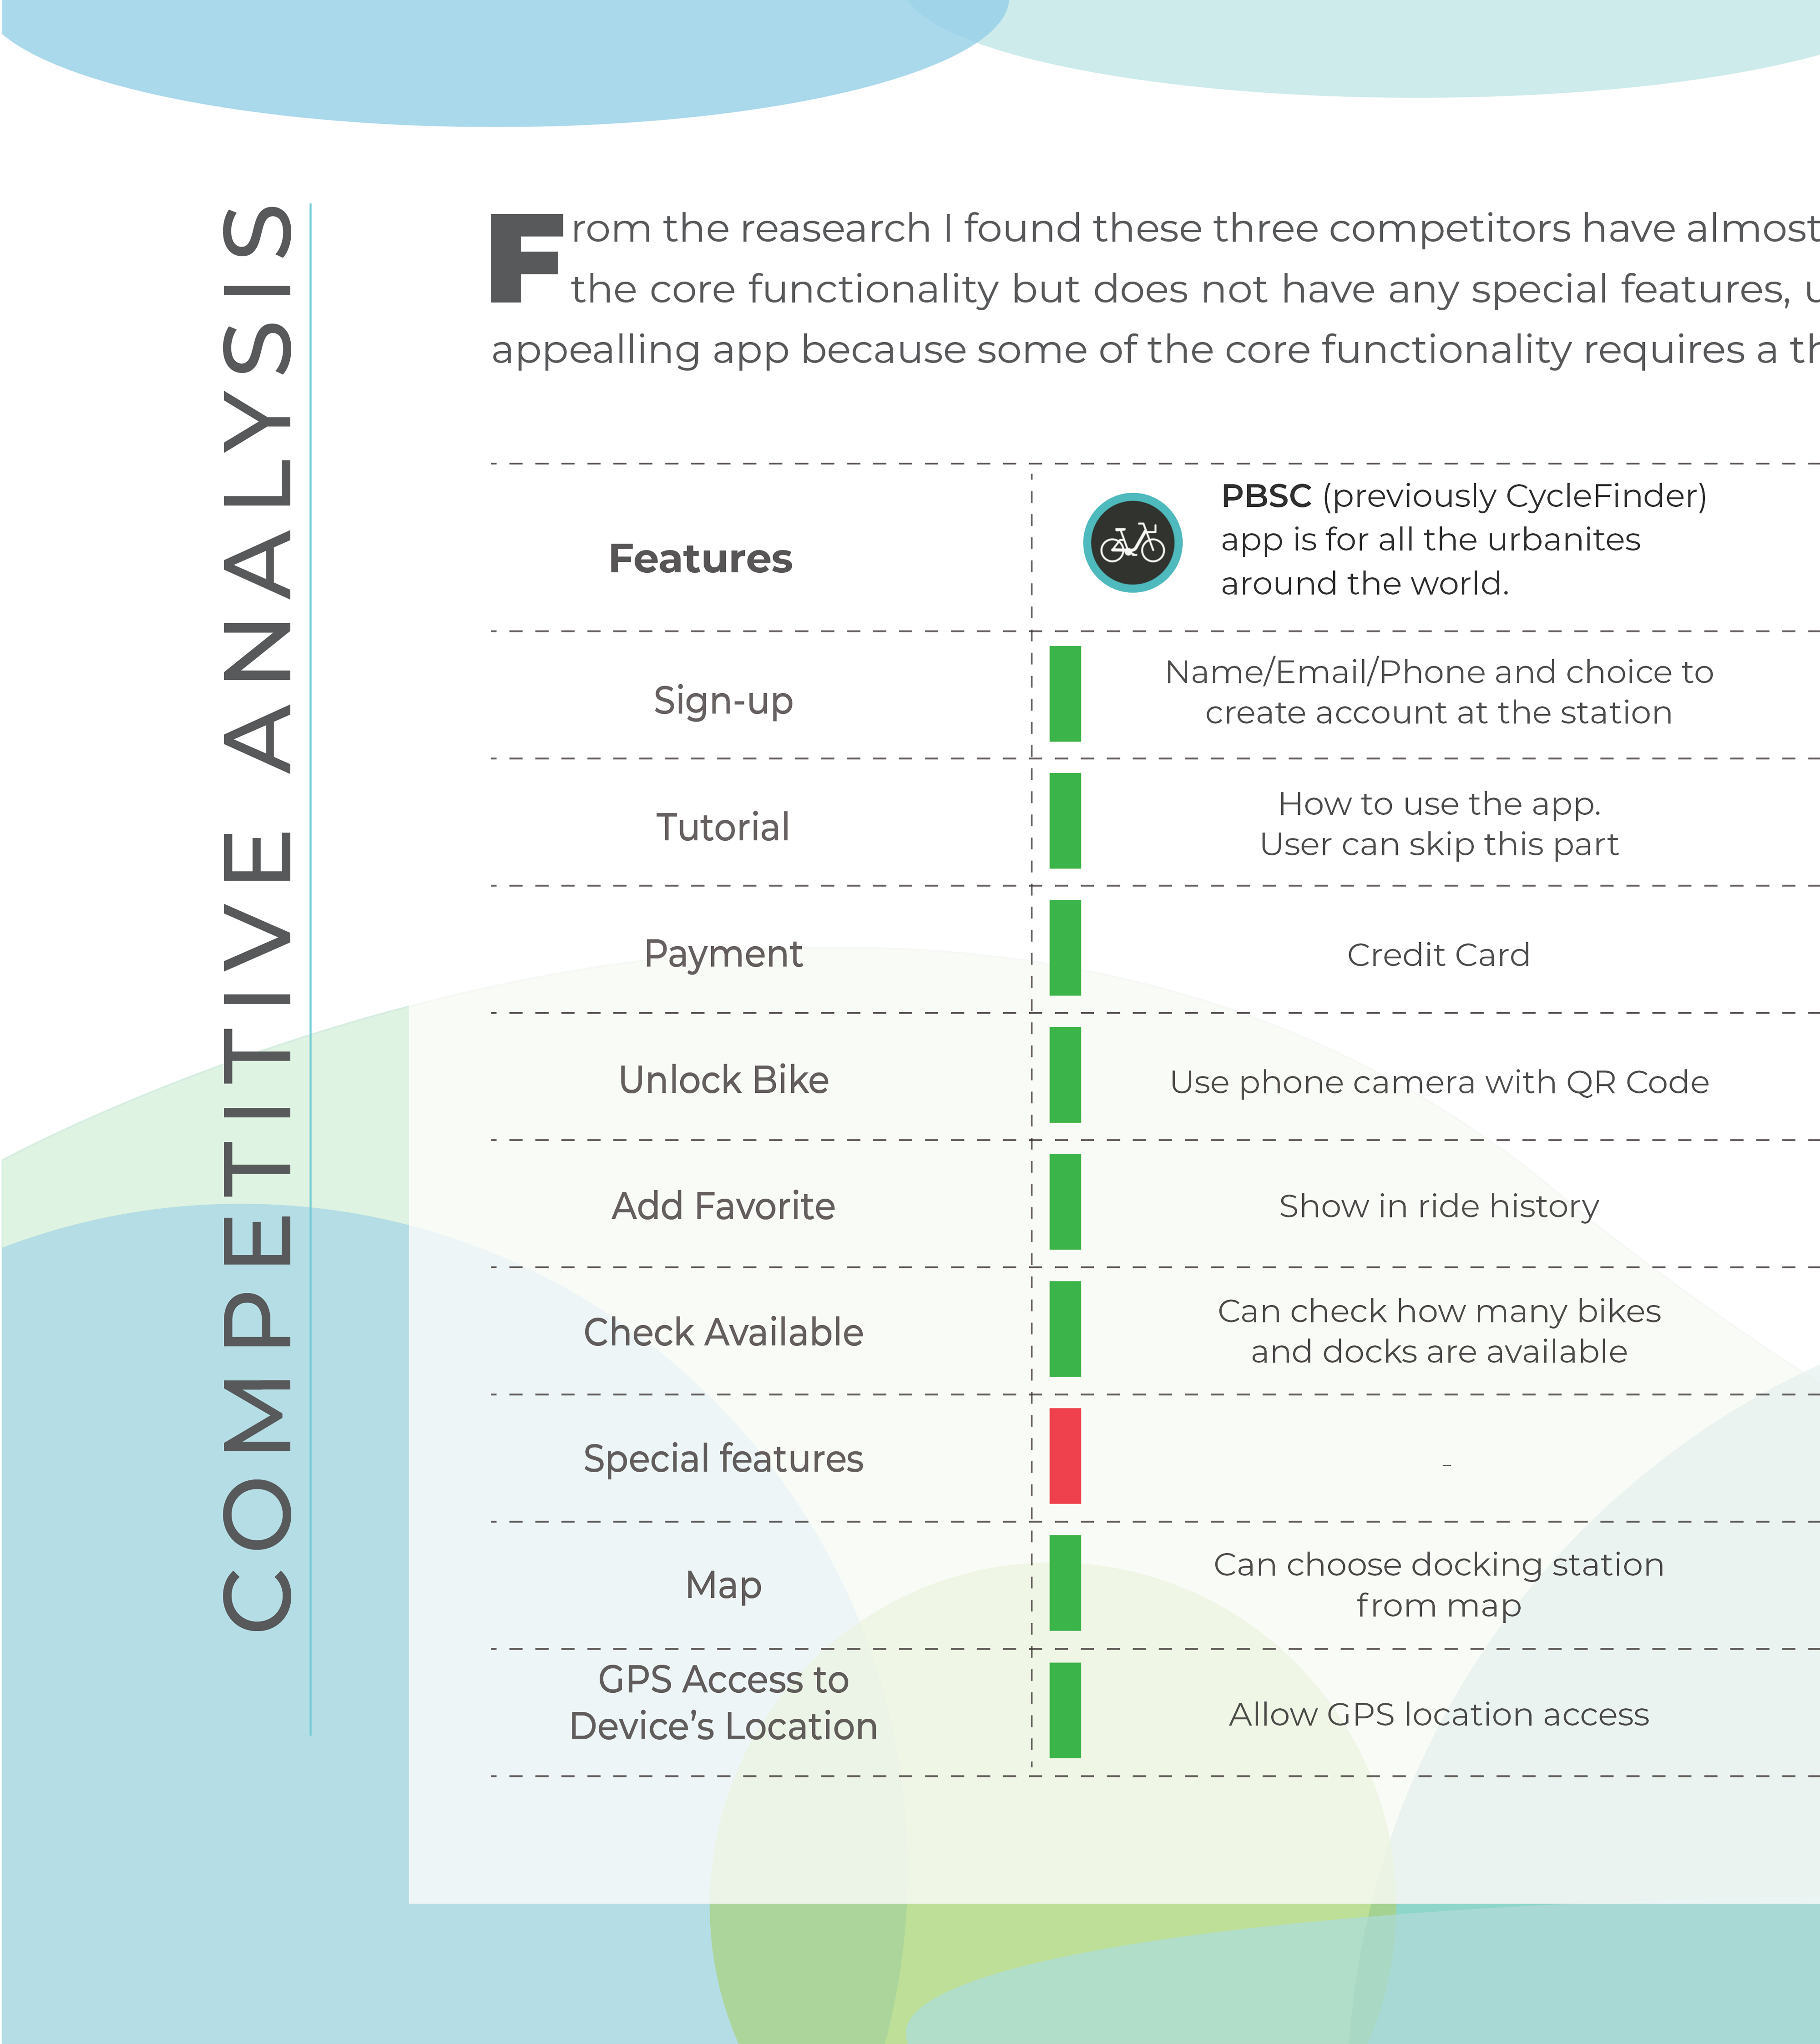 COMPETITIVE ANALYSIS
From the reasearch I found these three competitors have almost
the core functionality but does not have any special features,
appealling app because some of the core functionality requires a
Features
PBSC (previously CycleFinder)
app is for all the urbanites
around the world.
Sign-up
Name/Email/Phone and choice to
create account at the station
Tutorial
How to use the app.
User can skip this part
Payment
Credit Card
Unlock Bike
Use phone camera with QR Code
Add Favorite
Show in ride history
Check Available
Can check how many bikes
and docks are available
Special features
-
Map
Can choose docking station
from map
GPS Access to
Device’s Location
Allow GPS location access